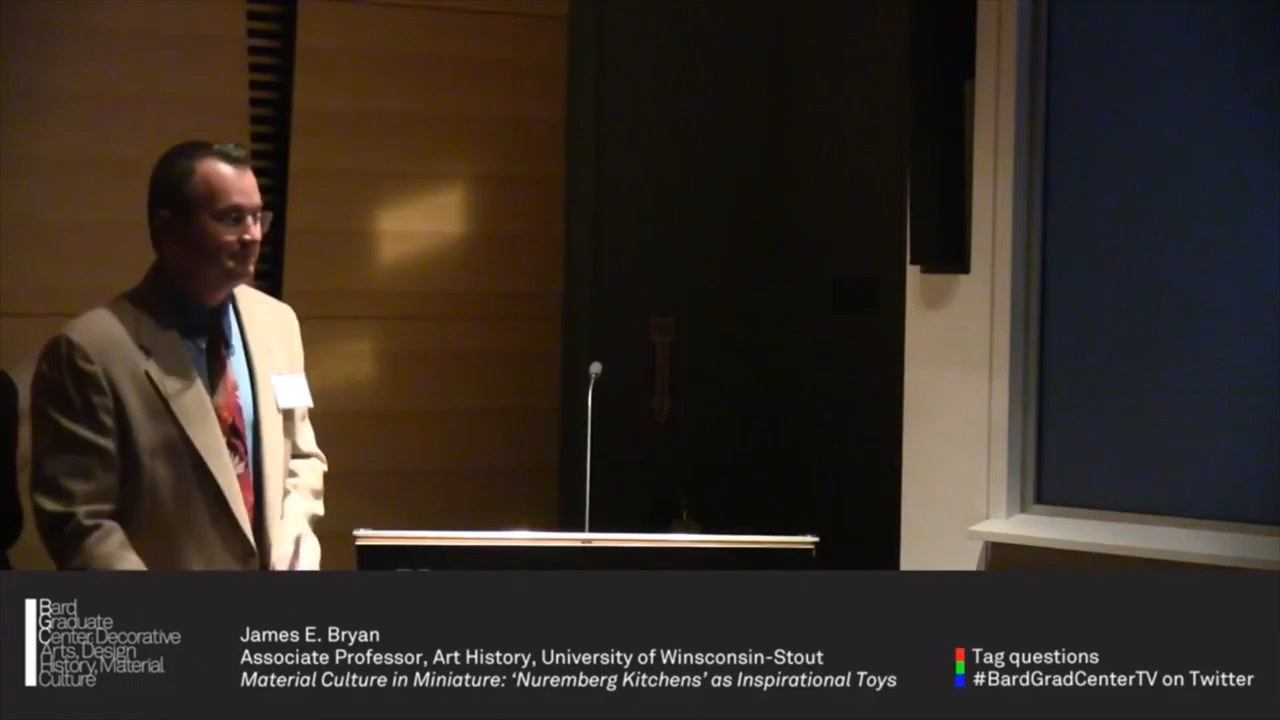 Bard
Graduate
Center Decorative
Arts, Design
History, Material
Culture
James E. Bryan
Associate Professor, Art History, University of Winsconsin-Stout
Material Culture in Miniature: ‘Nuremberg Kitchens’ as Inspirational Toys
Tag questions
#BardGradCenterTV on Twitter